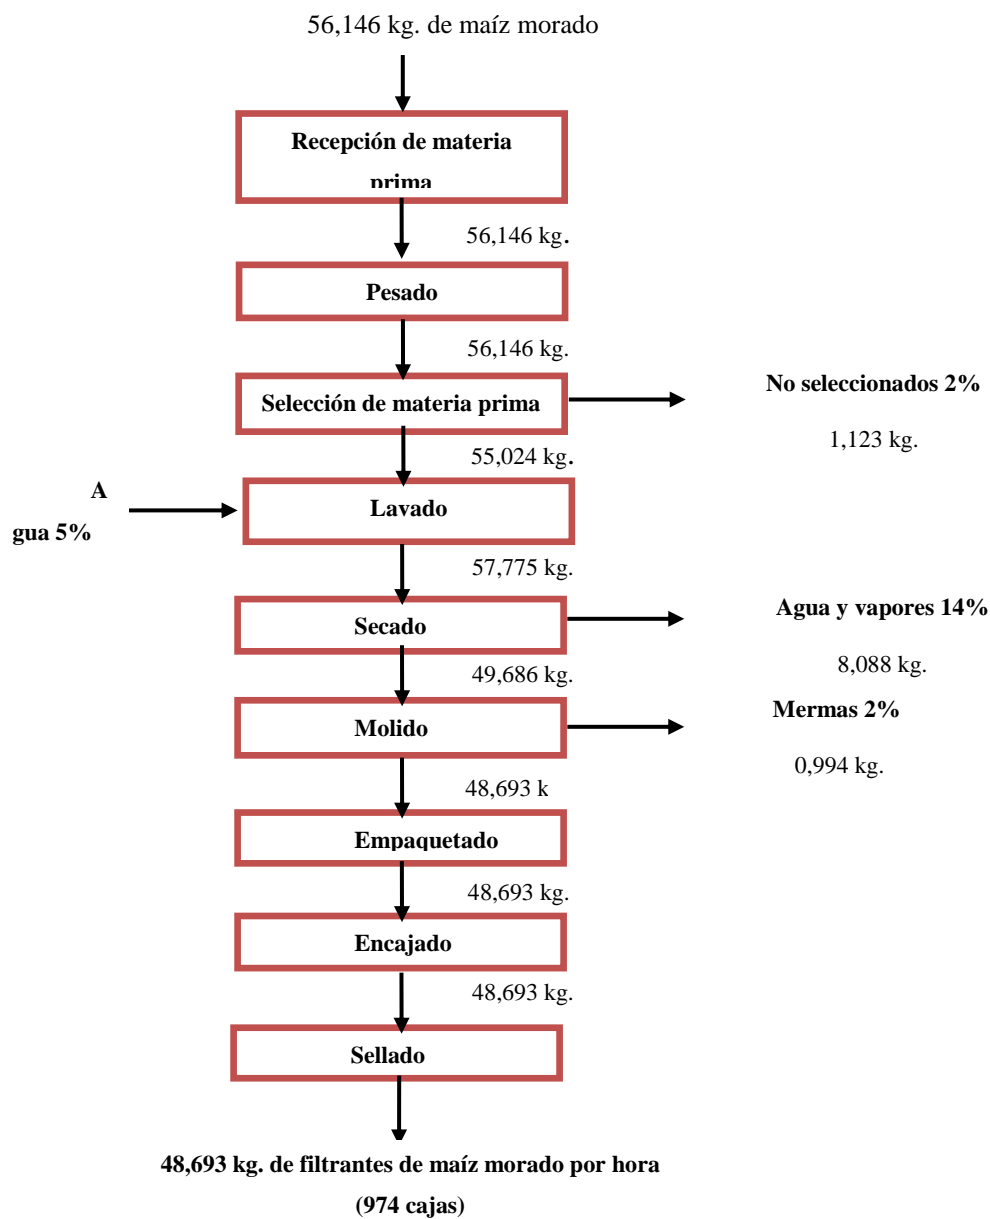 56,146 kg. de maíz morado
Recepción de materia
prima
56,146 kg.
Pesado
56,146 kg.
Selección de materia prima
No seleccionados 2%
1,123 kg.
55,024 kg.
A
gua 5%
Lavado
57,775 kg.
Secado
Agua y vapores 14%
8,088 kg.
49,686 kg.
Molido
Mermas 2%
0,994 kg.
48,693 k
Empaquetado
48,693 kg.
Encajado
48,693 kg.
Sellado
48,693 kg. de filtrantes de maíz morado por hora
(974 cajas)